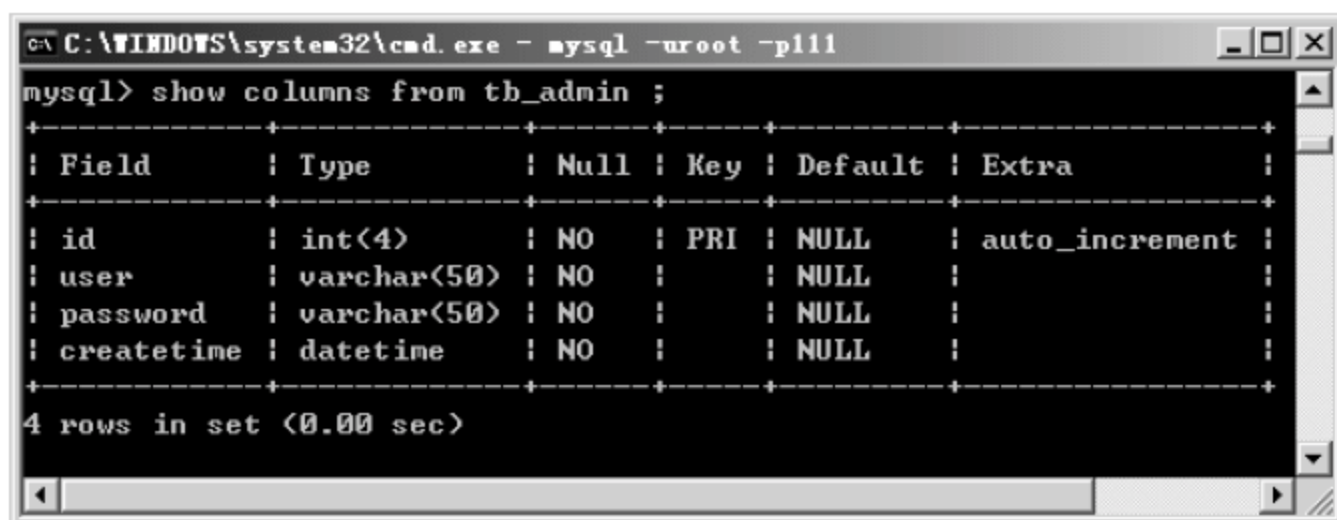 C:\WINDOWS\system32\cmd.exe - mysql -uroot -p111
mysql> show columns from tb_admin ;
+------------+-------------+------+-----+---------+----------------+
| Field      | Type        | Null | Key | Default | Extra          |
+------------+-------------+------+-----+---------+----------------+
| id         | int(4)      | NO   | PRI | NULL    | auto_increment |
| user       | varchar(50) | NO   |     | NULL    |                |
| password   | varchar(50) | NO   |     | NULL    |                |
| createtime | datetime    | NO   |     | NULL    |                |
+------------+-------------+------+-----+---------+----------------+
4 rows in set (0.00 sec)